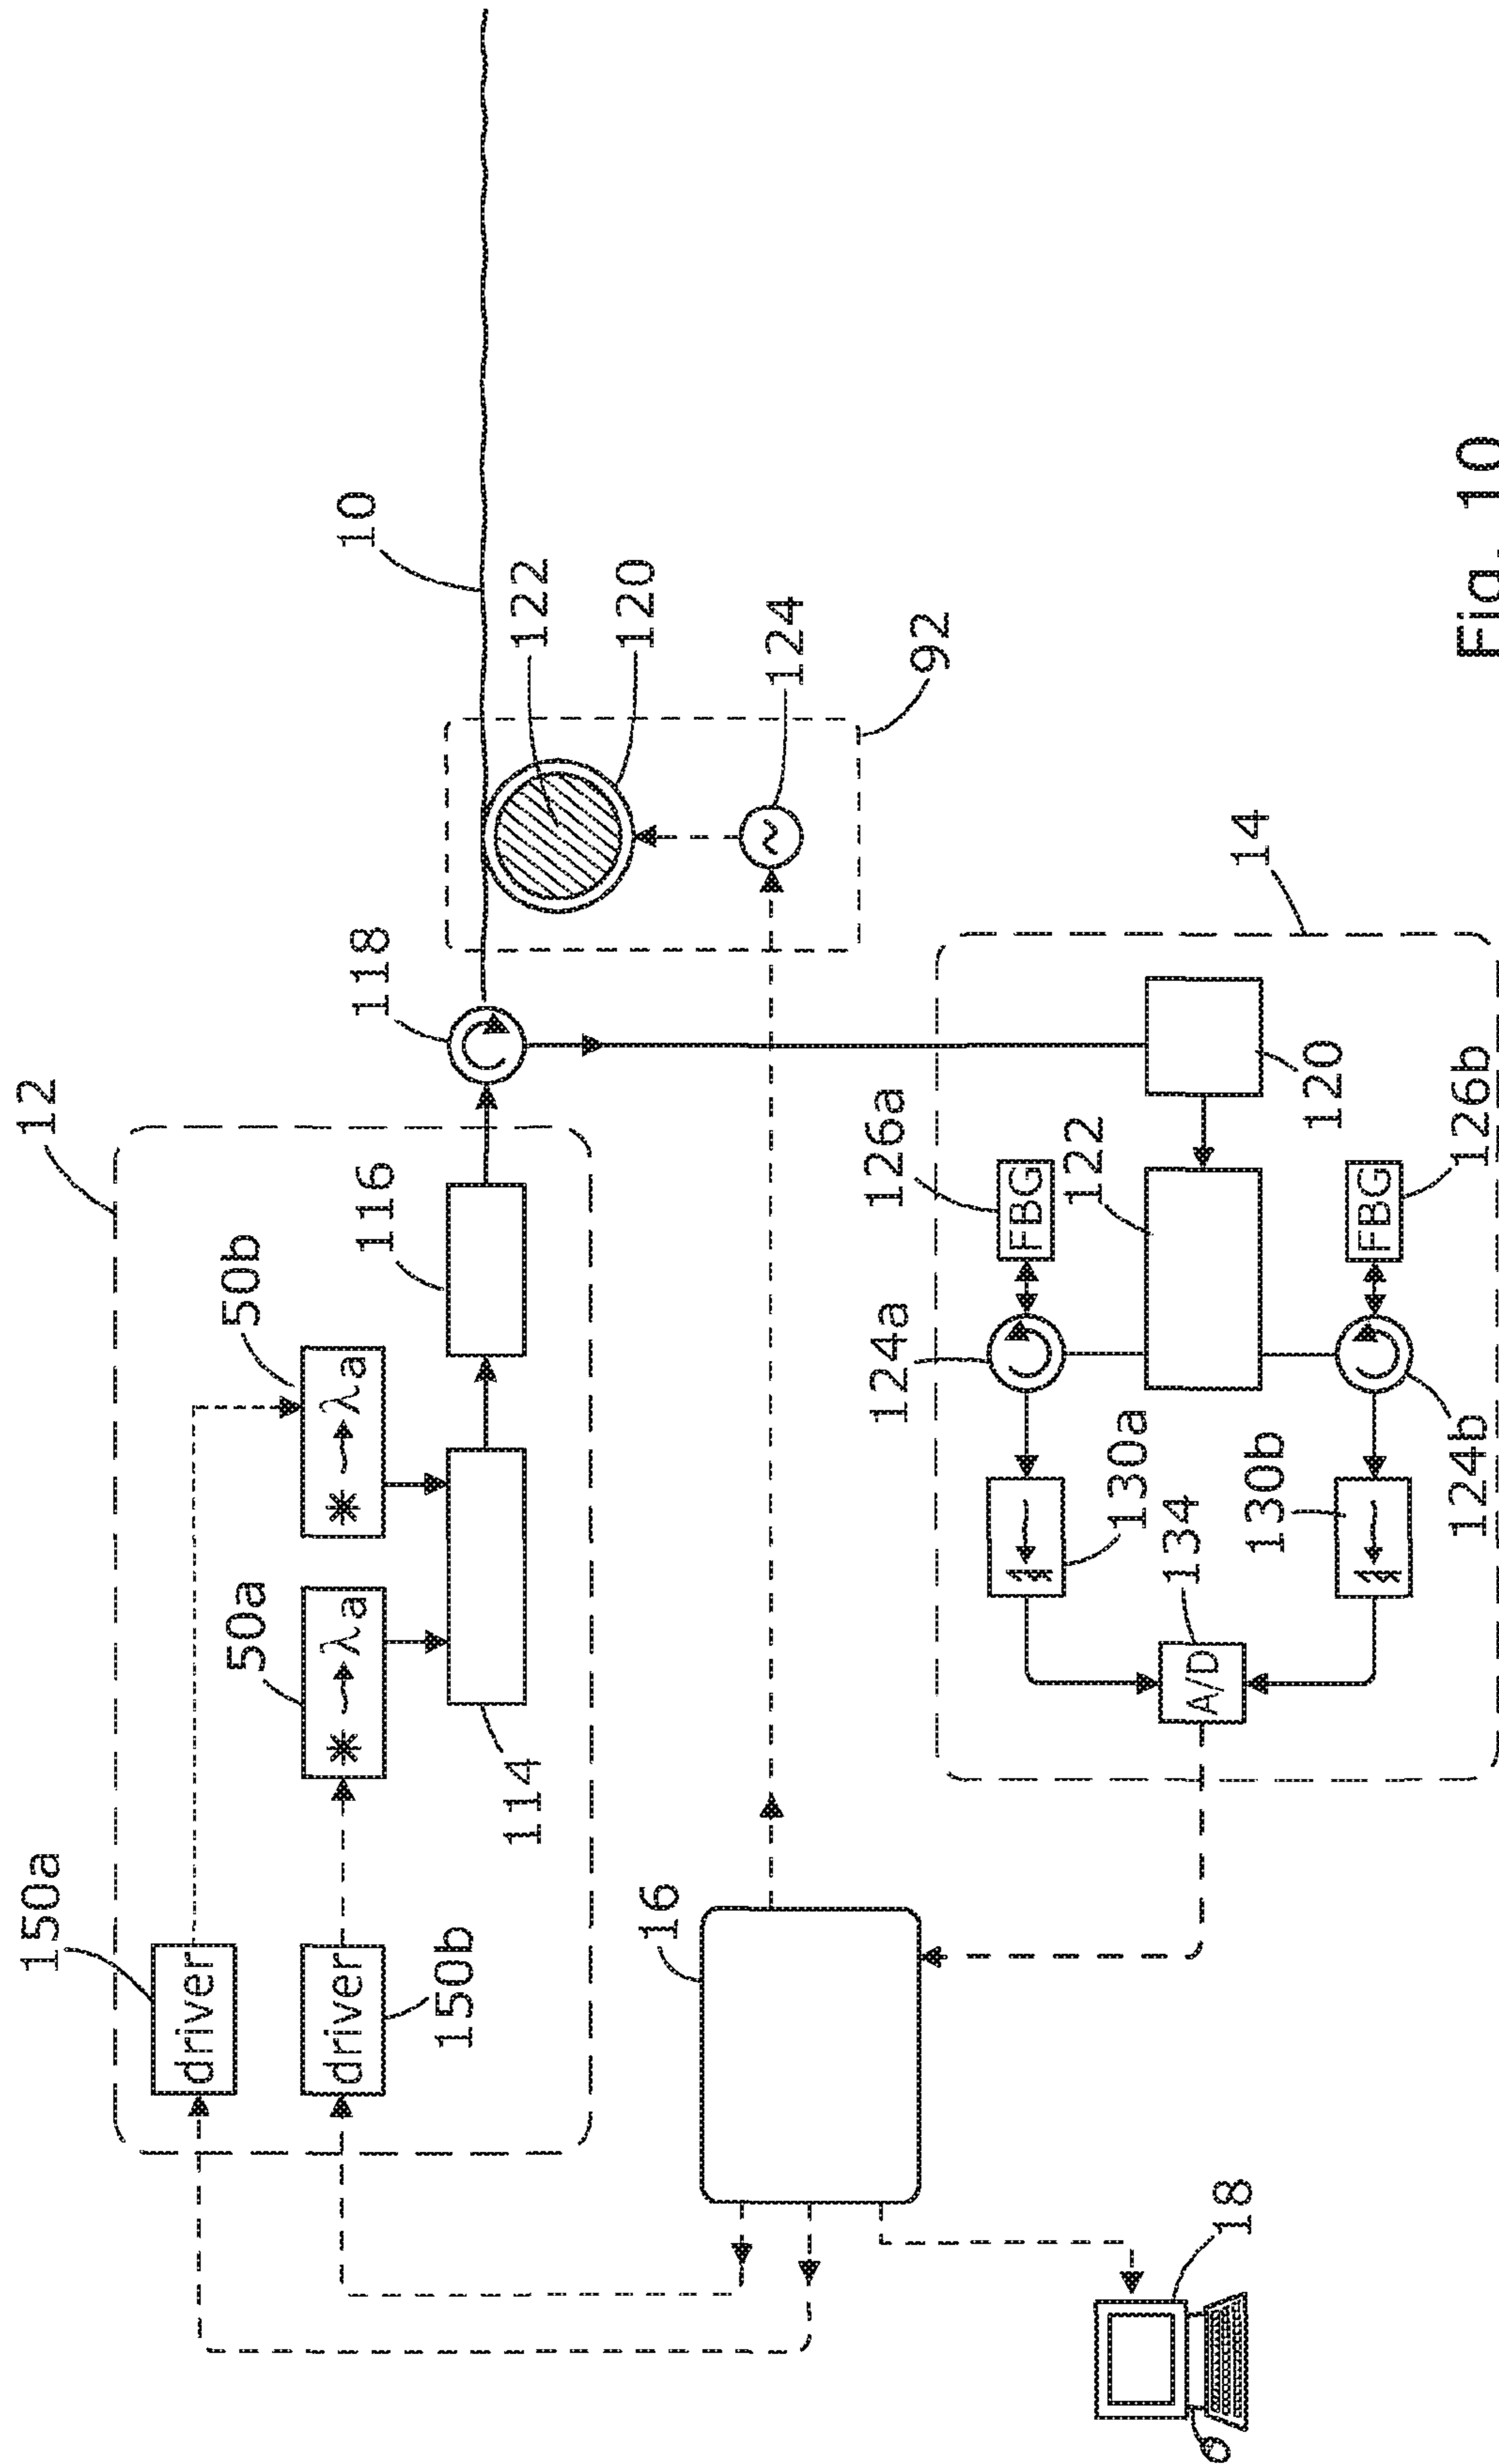 12
150a
driver
driver
150b
50a
50b
* λa
* λa
114
116
118
10
122
120
124
92
16
14
124a
126a
FBG
130a
122
120
134
A/D
130b
124b
FBG
126b
18
Fig. 10